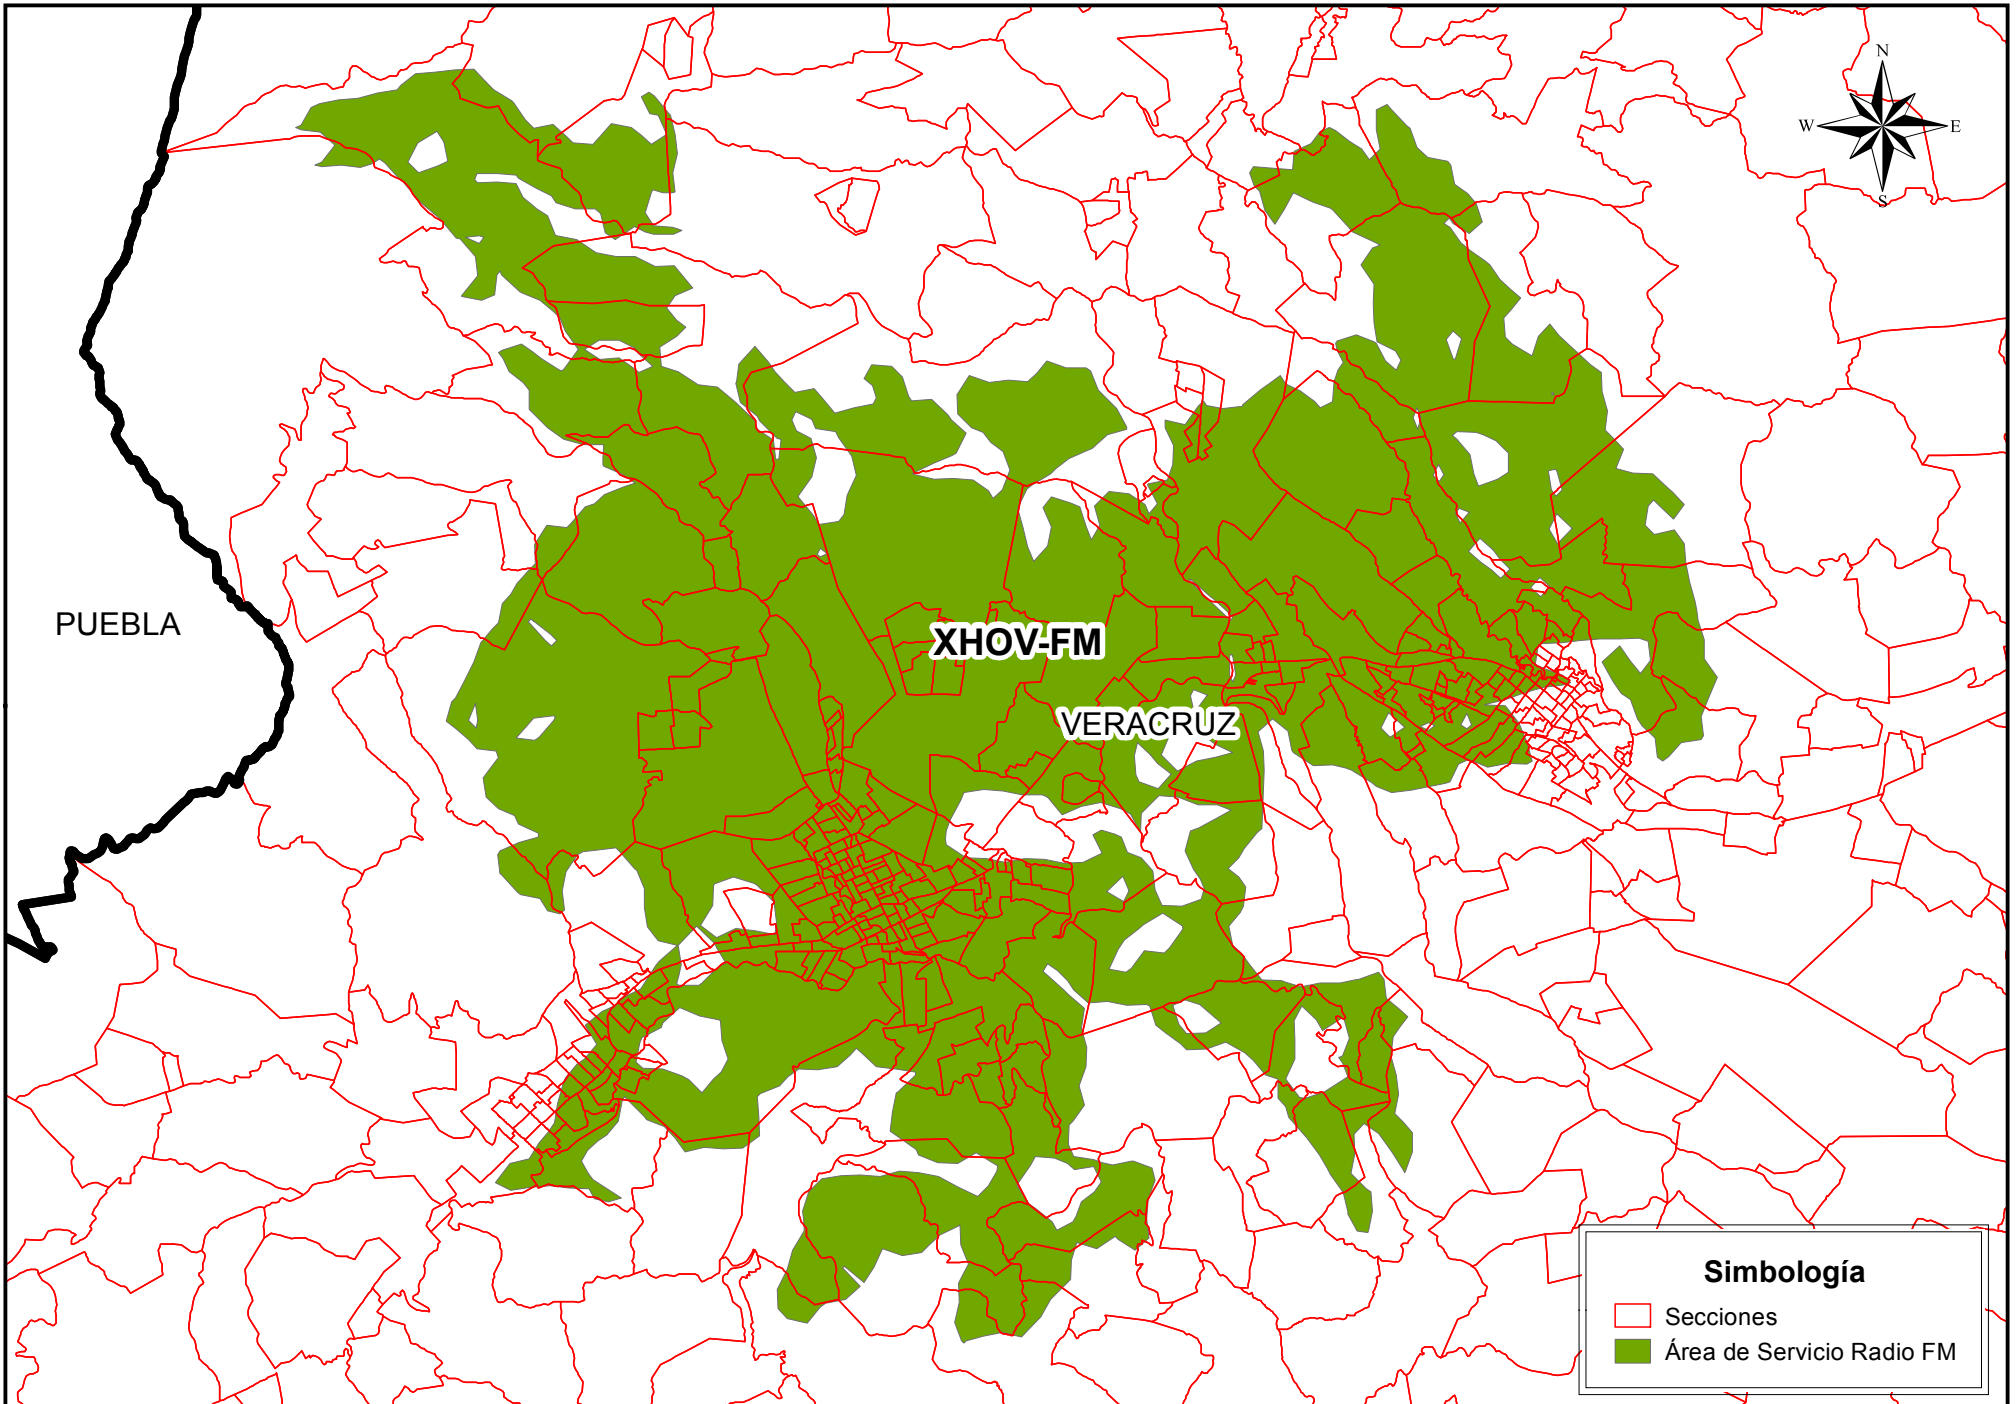 N
W E
S
PUEBLA
XHOV-FM
VERACRUZ
Simbología
Secciones
Área de Servicio Radio FM